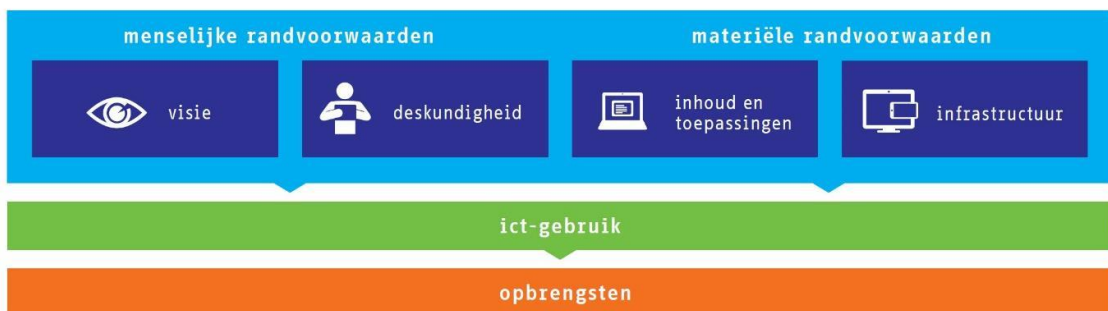 menselijke randvoorwaarden
materiële randvoorwaarden
visie
deskundigheid
inhoud en
toepassingen
infrastructuur
ict-gebruik
opbrengsten